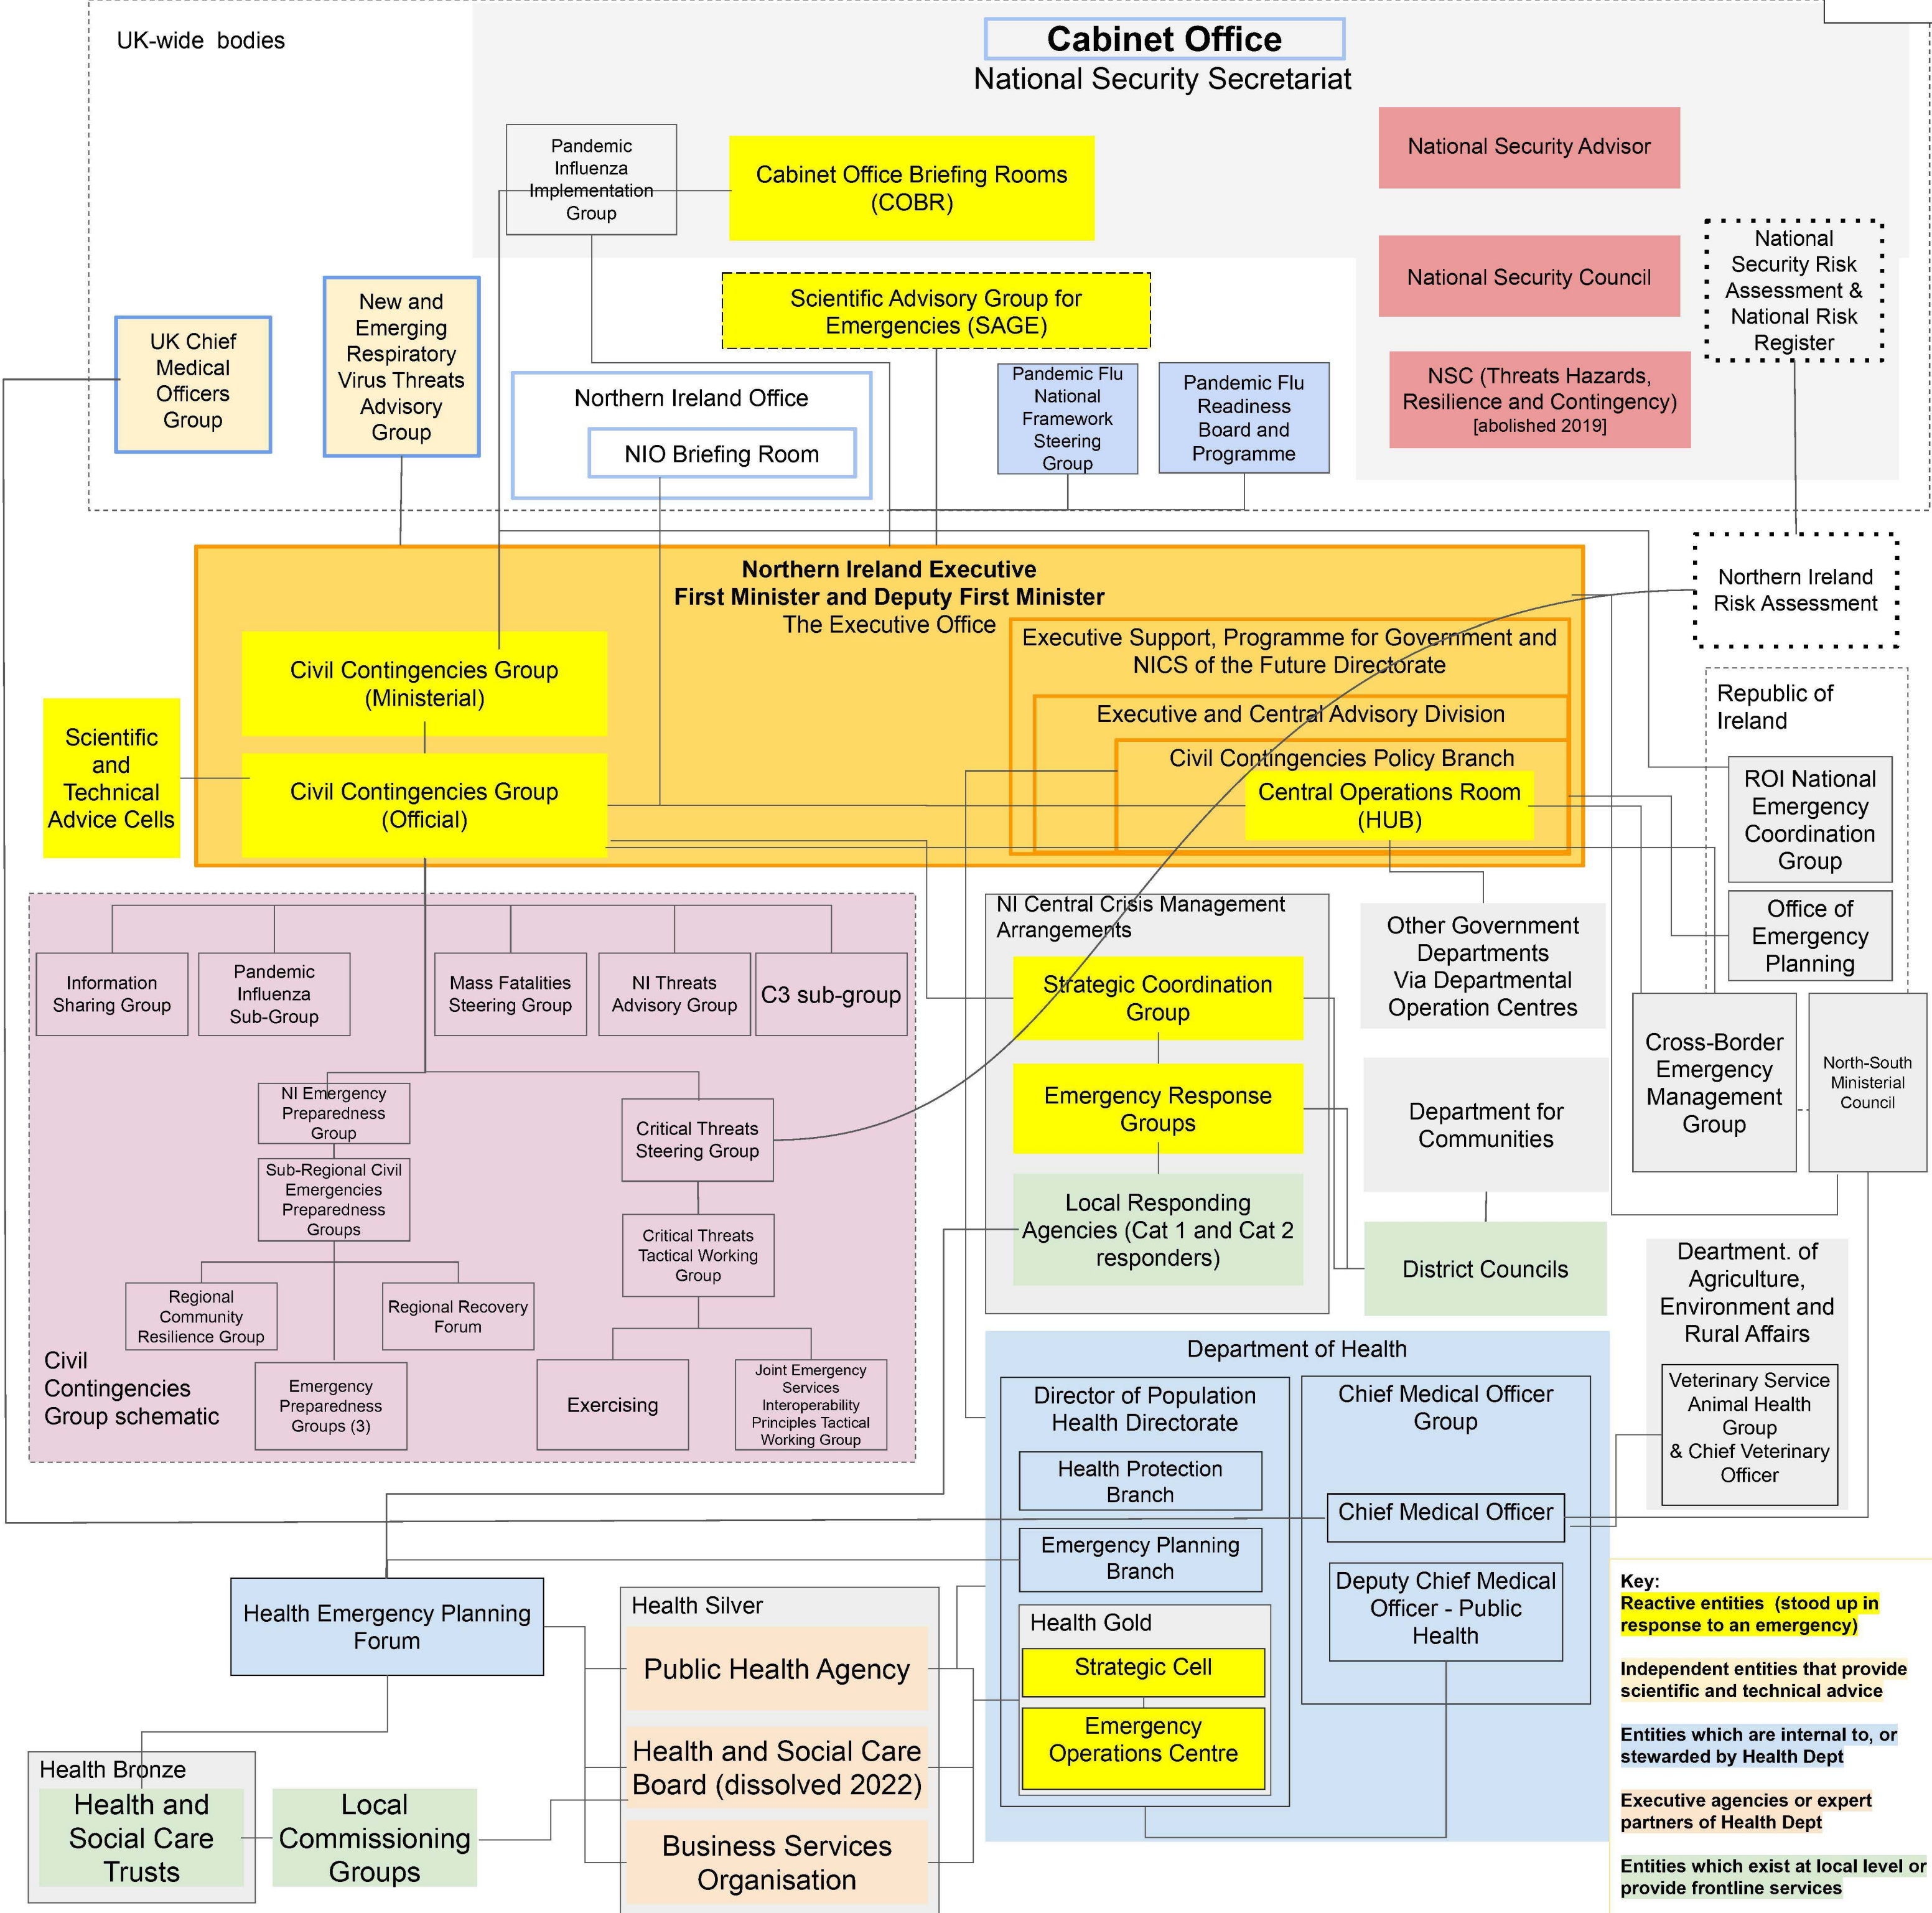 UK-wide bodies
Cabinet Office
National Security Secretariat
Pandemic
Influenza
Implementation
Group
Cabinet Office Briefing Rooms
(COBR)
National Security Advisor
National Security Council
National
Security Risk
Assessment &
National Risk
Register
NSC (Threats Hazards,
Resilience and Contingency)
[abolished 2019]
UK Chief
Medical
Officers
Group
New and
Emerging
Respiratory
Virus Threats
Advisory
Group
Scientific Advisory Group for
Emergencies (SAGE)
Northern Ireland Office
NIO Briefing Room
Pandemic Flu
National
Framework
Steering
Group
Pandemic Flu
Readiness
Board and
Programme
Northern Ireland Executive
First Minister and Deputy First Minister
The Executive Office
Northern Ireland
Risk Assessment
Executive Support, Programme for Government and
NICS of the Future Directorate
Executive and Central Advisory Division
Civil Contingencies Policy Branch
Central Operations Room
(HUB)
Civil Contingencies Group
(Ministerial)
Civil Contingencies Group
(Official)
Scientific
and
Technical
Advice Cells
Republic of
Ireland
ROI National
Emergency
Coordination
Group
Office of
Emergency
Planning
Cross-Border
Emergency
Management
Group
North-South
Ministerial
Council
Information
Sharing Group
Pandemic
Influenza
Sub-Group
Mass Fatalities
Steering Group
NI Threats
Advisory Group
C3 sub-group
NI Emergency
Preparedness
Group
Sub-Regional Civil
Emergencies
Preparedness
Groups
Regional
Community
Resilience Group
Regional Recovery
Forum
Emergency
Preparedness
Groups (3)
Critical Threats
Steering Group
Critical Threats
Tactical Working
Group
Exercising
Joint Emergency
Services
Interoperability
Principles Tactical
Working Group
Civil
Contingencies
Group schematic
NI Central Crisis Management
Arrangements
Strategic Coordination
Group
Emergency Response
Groups
Local Responding
Agencies (Cat 1 and Cat 2
responders)
Other Government
Departments
Via Departmental
Operation Centres
Department for
Communities
District Councils
Deartment. of
Agriculture,
Environment and
Rural Affairs
Veterinary Service
Animal Health
Group
& Chief Veterinary
Officer
Department of Health
Director of Population
Health Directorate
Health Protection
Branch
Emergency Planning
Branch
Health Gold
Strategic Cell
Emergency
Operations Centre
Chief Medical Officer
Group
Chief Medical Officer
Deputy Chief Medical
Officer - Public
Health
Health Emergency Planning
Forum
Health Silver
Public Health Agency
Health and Social Care
Board (dissolved 2022)
Business Services
Organisation
Health Bronze
Health and
Social Care
Trusts
Local
Commissioning
Groups
Key:
Reactive entities (stood up in
response to an emergency)
Independent entities that provide
scientific and technical advice
Entities which are internal to, or
stewarded by Health Dept
Executive agencies or expert
partners of Health Dept
Entities which exist at local level or
provide frontline services